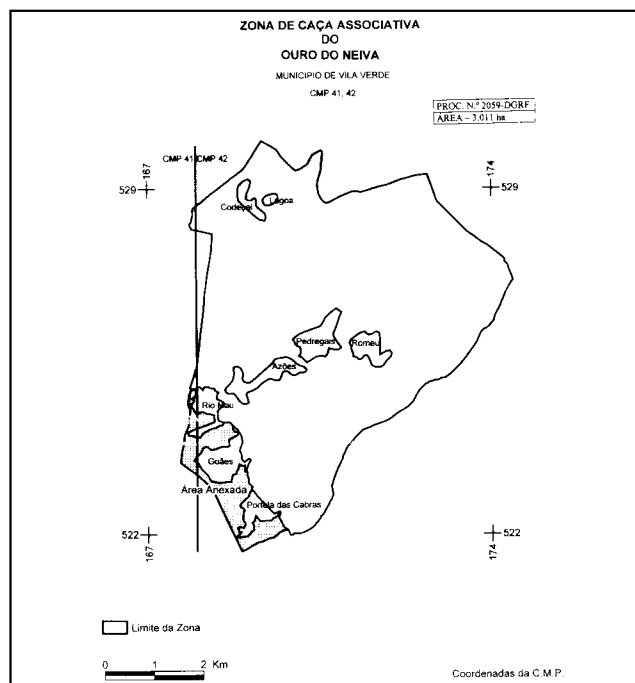 ZONA DE CAÇA ASSOCIATIVA
DO
OURO DO NEIVA
MUNICIPIO DE VILA VERDE
CMP 41, 42
PROC. N.º 2059-DGRF
ÁREA – 3.011 ha
CMP 41 CMP 42
167
174
529
529
Codeçal
Lagoa
Pedregais
Romeu
Azões
Rio Mau
Goães
Área Anexada
Portela das Cabras
522
522
167
174
Limite da Zona
0 1 2 Km
Coordenadas da C.M.P.